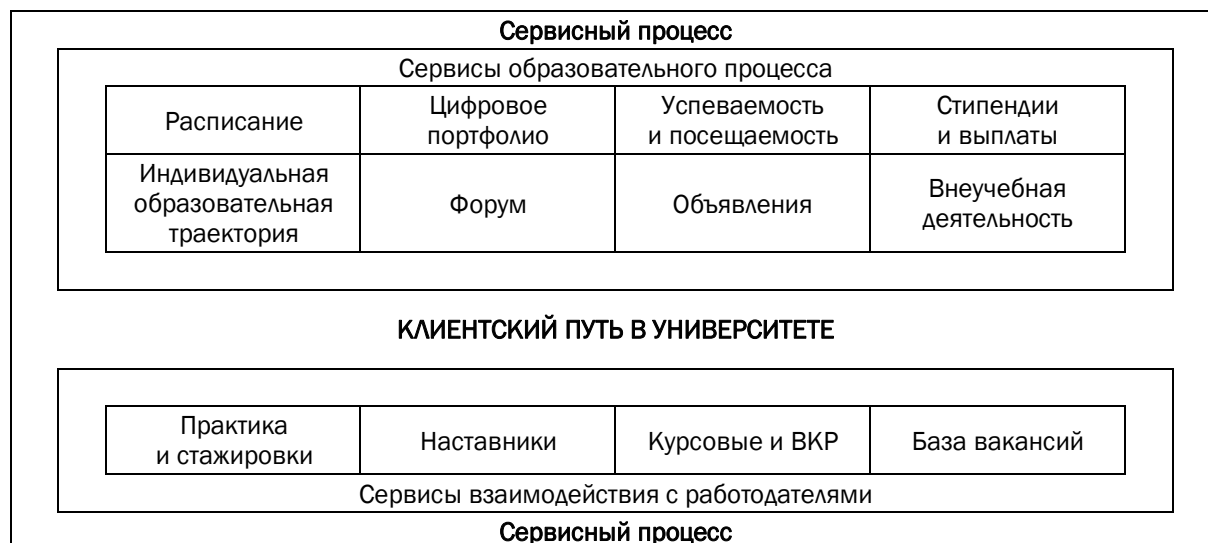 Сервисный процесс
Сервисы образовательного процесса
Расписание
Цифровое
портфолио
Успеваемость
и посещаемость
Стипендии
и выплаты
Индивидуальная
образовательная
траектория
Форум
Объявления
Внеучебная
деятельность
КЛИЕНТСКИЙ ПУТЬ В УНИВЕРСИТЕТЕ
Практика
и стажировки
Наставники
Курсовые и ВКР
База вакансий
Сервисы взаимодействия с работодателями
Сервисный процесс